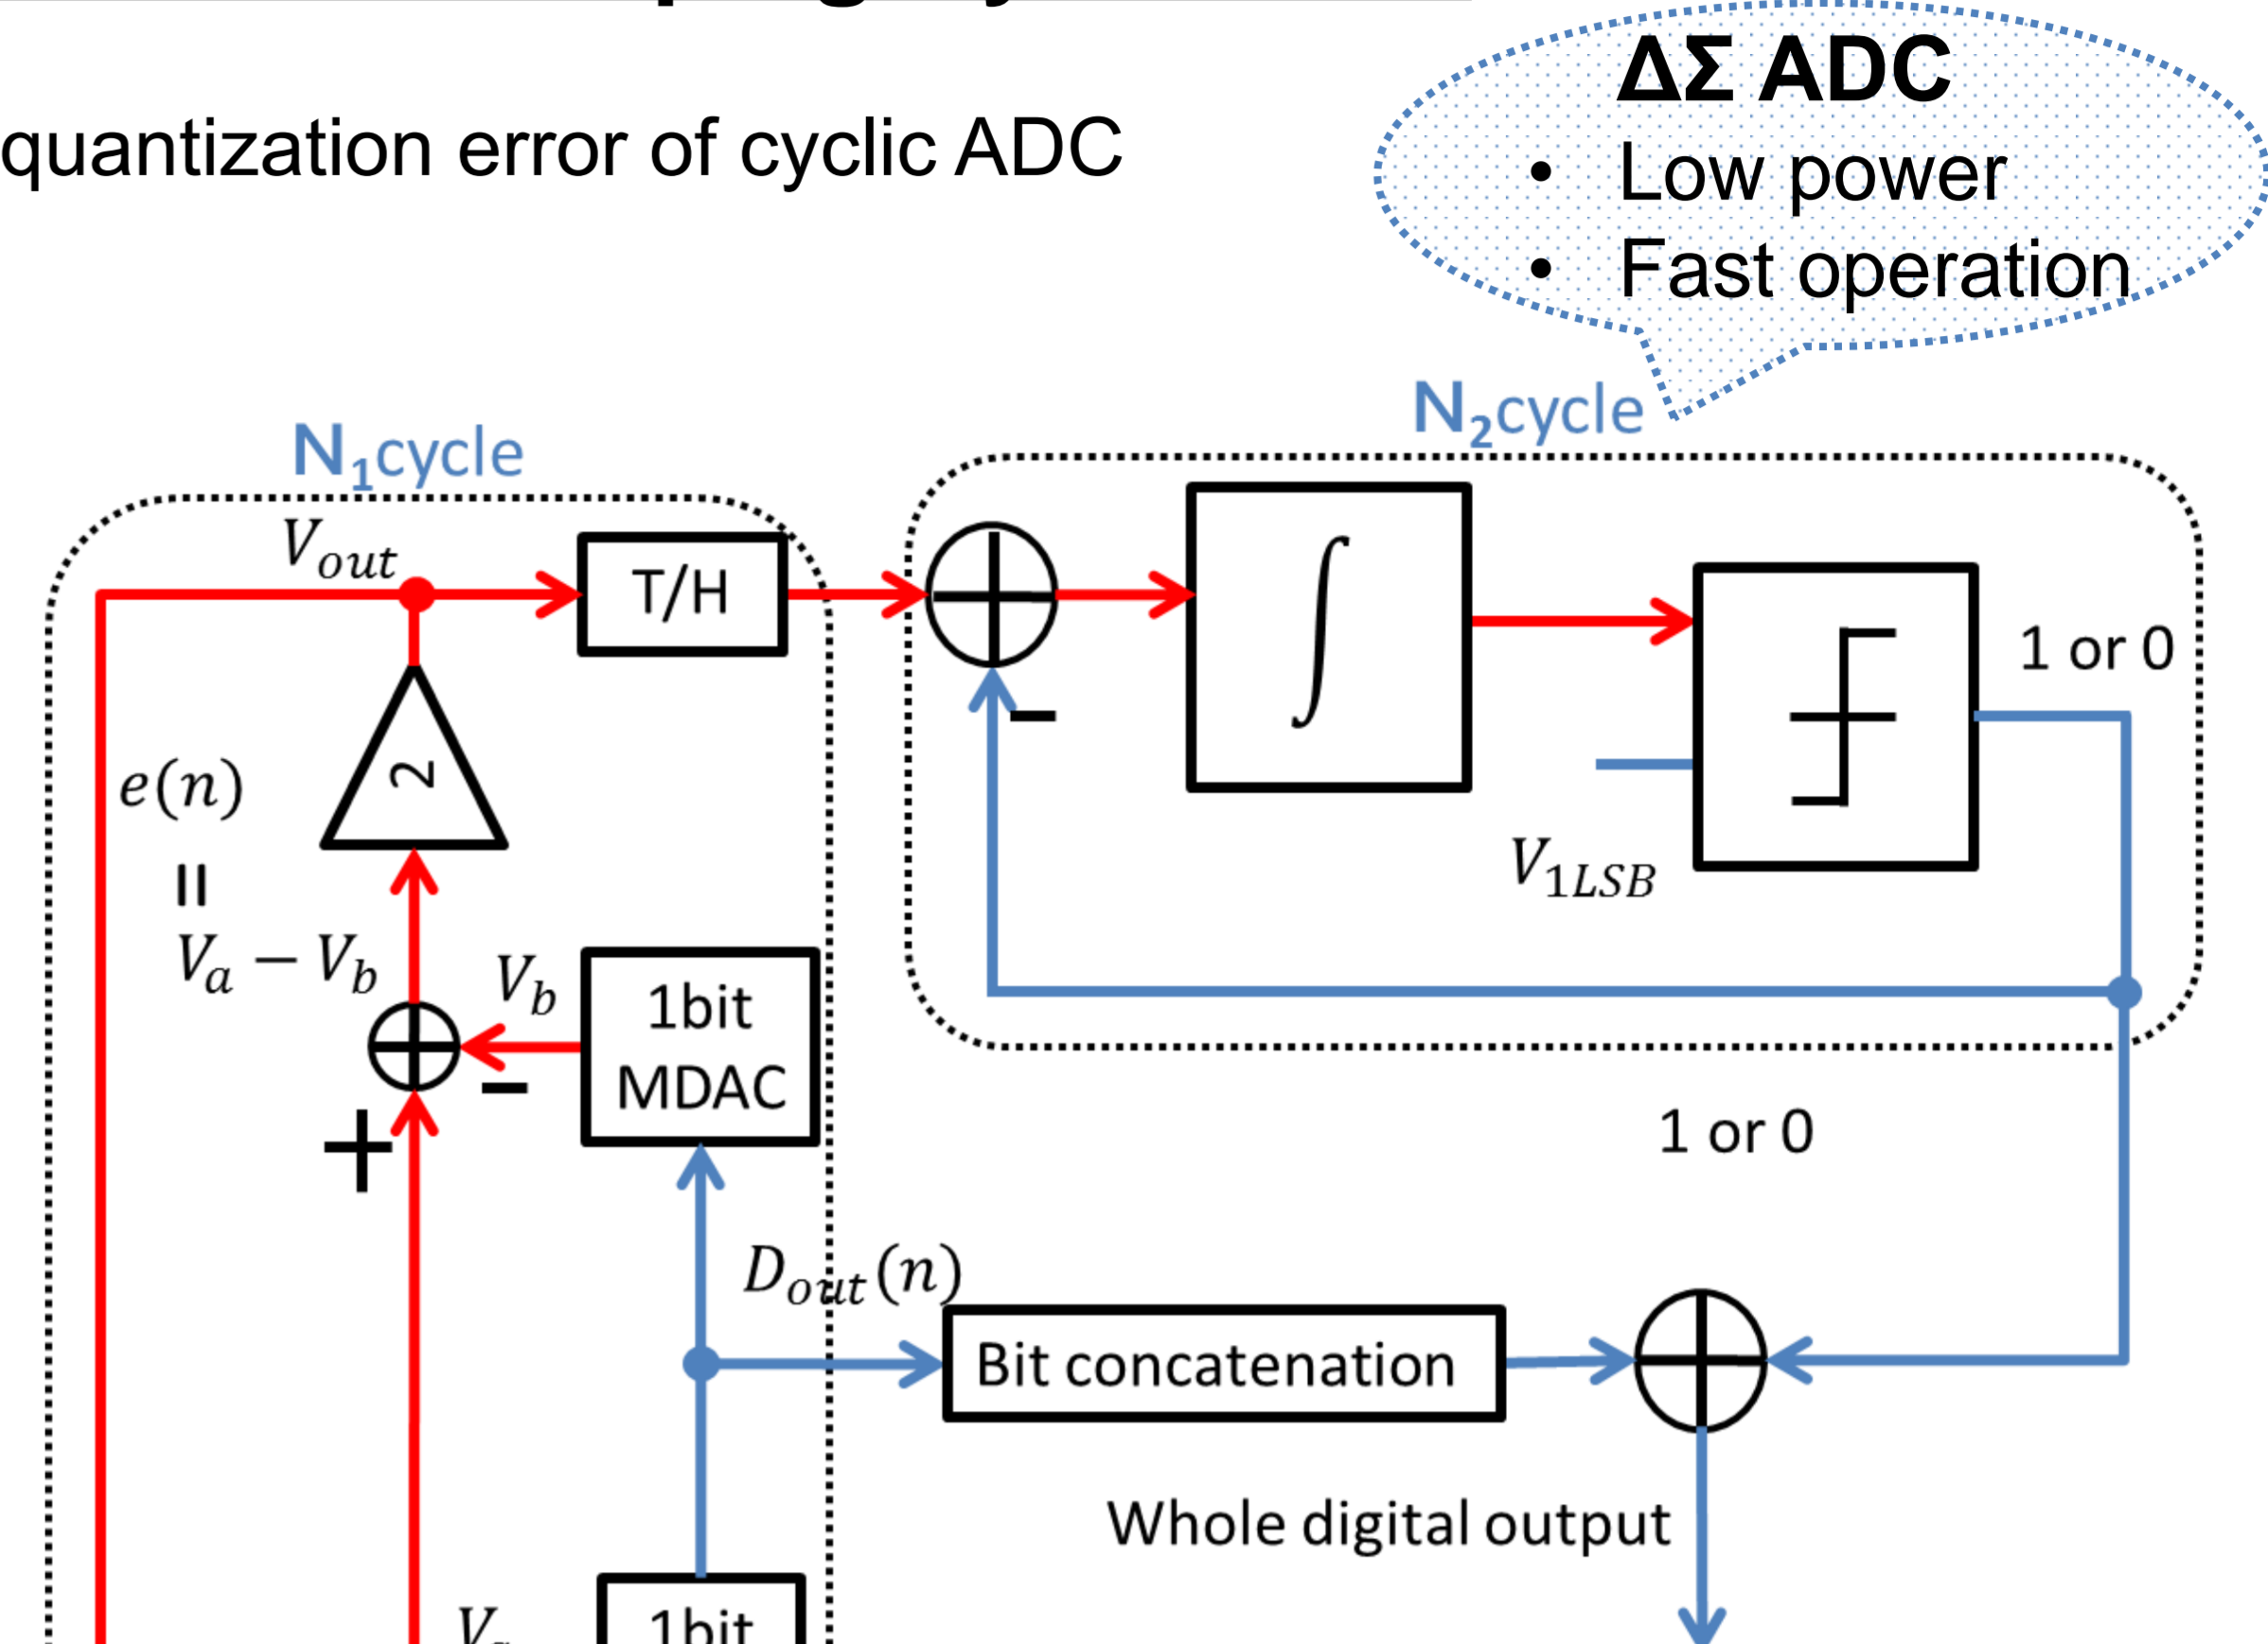 quantization error of cyclic ADC
ΔΣ ADC
• Low power
• Fast operation
N₁cycle
N₂cycle
V_out
T/H
∫
1 or 0
2
e(n)
=
V_a − V_b
V_1LSB
−
V_b
1bit
MDAC
−
+
1 or 0
D_out(n)
Bit concatenation
Whole digital output
1bit